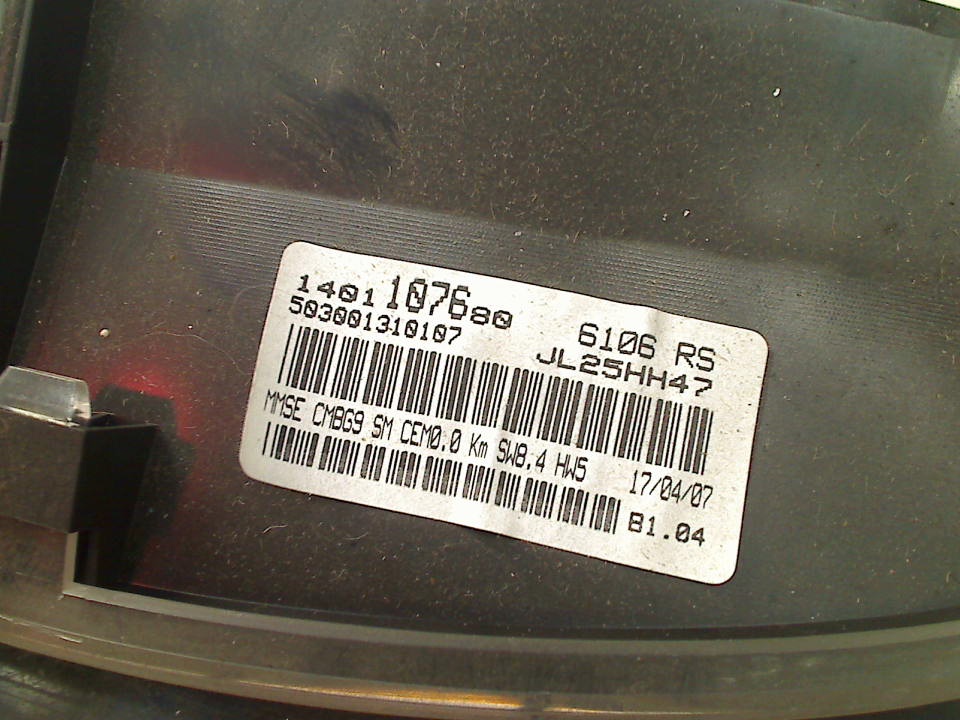 1401107680 6106 RS
503001310107 JL25HH47
MMSE CMBG9 SM CEM0.0 Km SW8.4 HW5 17/04/07
B1.04